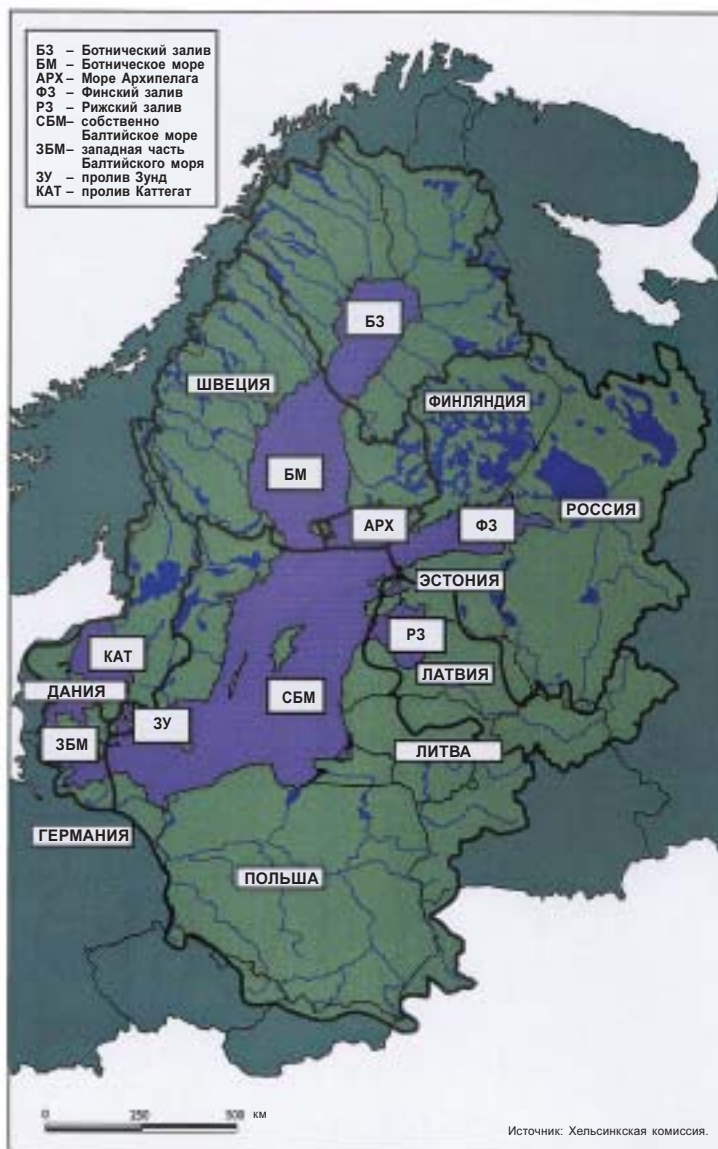 БЗ – Ботнический залив
БМ – Ботническое море
АРХ – Море Архипелага
ФЗ – Финский залив
РЗ – Рижский залив
СБМ – собственно
Балтийское море
ЗБМ – западная часть
Балтийского моря
ЗУ – пролив Зунд
КАТ – пролив Каттегат
БЗ
ШВЕЦИЯ
ФИНЛЯНДИЯ
БМ
АРХ
ФЗ
РОССИЯ
ЭСТОНИЯ
РЗ
КАТ
ЛАТВИЯ
ДАНИЯ
СБМ
ЗУ
ЗБМ
ЛИТВА
ГЕРМАНИЯ
ПОЛЬША
0 250 500 км
Источник: Хельсинкская комиссия.